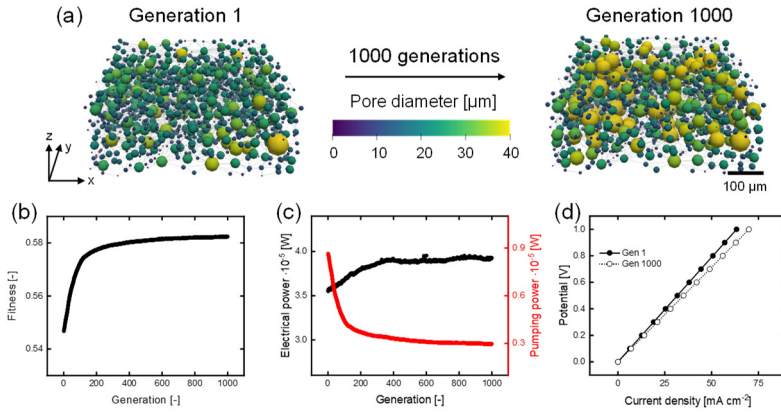 (a)
Generation 1
Generation 1000
1000 generations
Pore diameter [µm]
0 10 20 30 40
z
y
x
100 µm
(b)
Fitness [-]
0.58
0.56
0.54
0 200 400 600 800 1000
Generation [-]
(c)
Electrical power ·10⁻⁵ [W]
4.0
3.5
3.0
0 200 400 600 800 1000
Generation [-]
0.9
0.6
0.3
Pumping power ·10⁻⁵ [W]
(d)
Potential [V]
1.0
0.8
0.6
0.4
0.2
0.0
Gen 1
Gen 1000
0 25 50 75
Current density [mA cm⁻²]